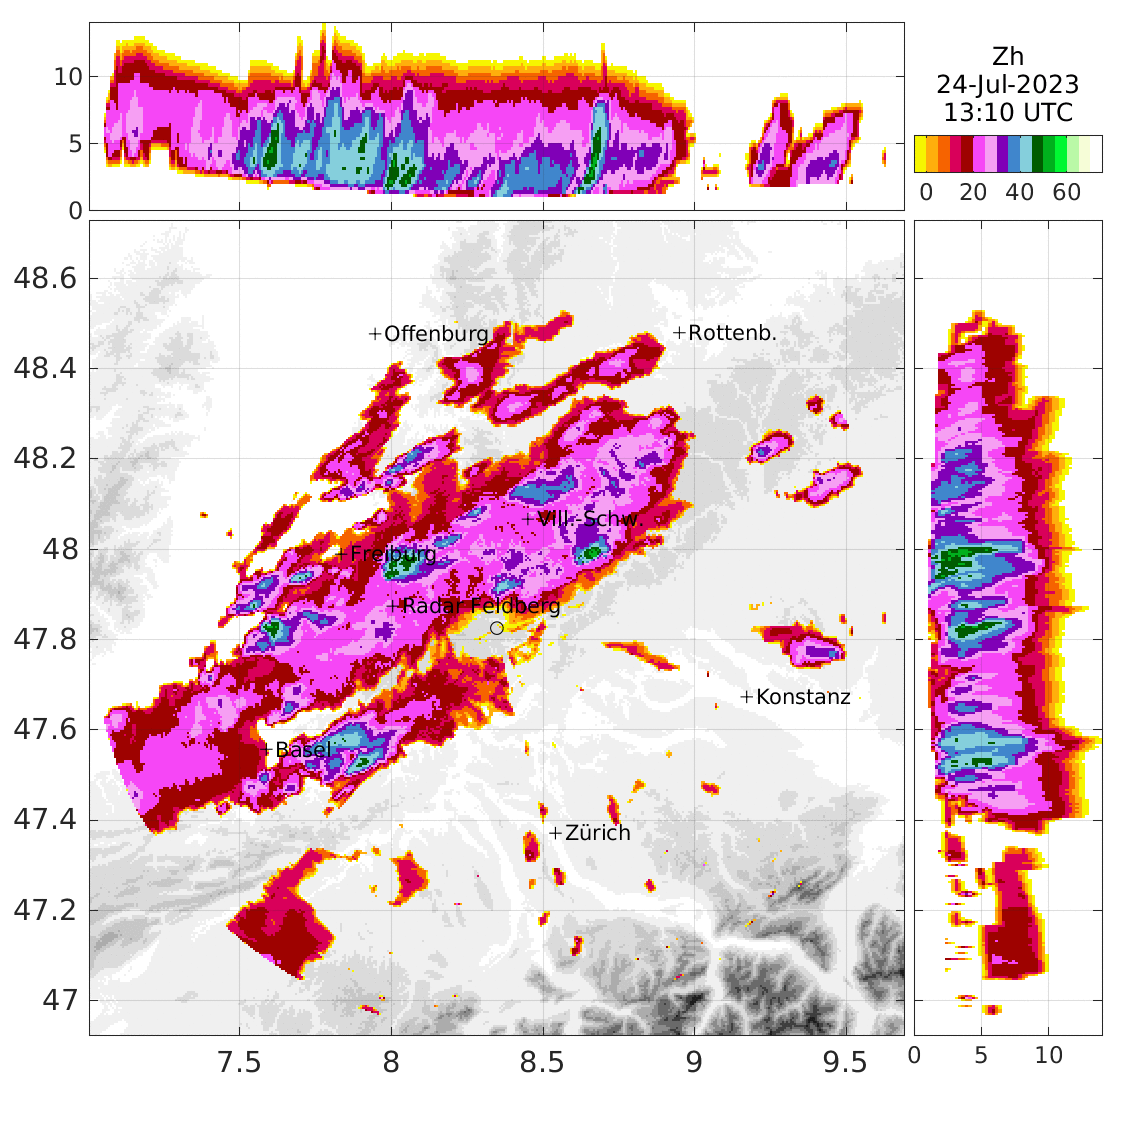 10
5
0
Zh
24-Jul-2023
13:10 UTC
0 20 40 60
48.6
48.4
48.2
48
47.8
47.6
47.4
47.2
47
+Offenburg
+Rottenb.
+Vill.-Schw.
+Freiburg
+Radar Feldberg
+Konstanz
+Basel
+Zürich
7.5 8 8.5 9 9.5
0 5 10